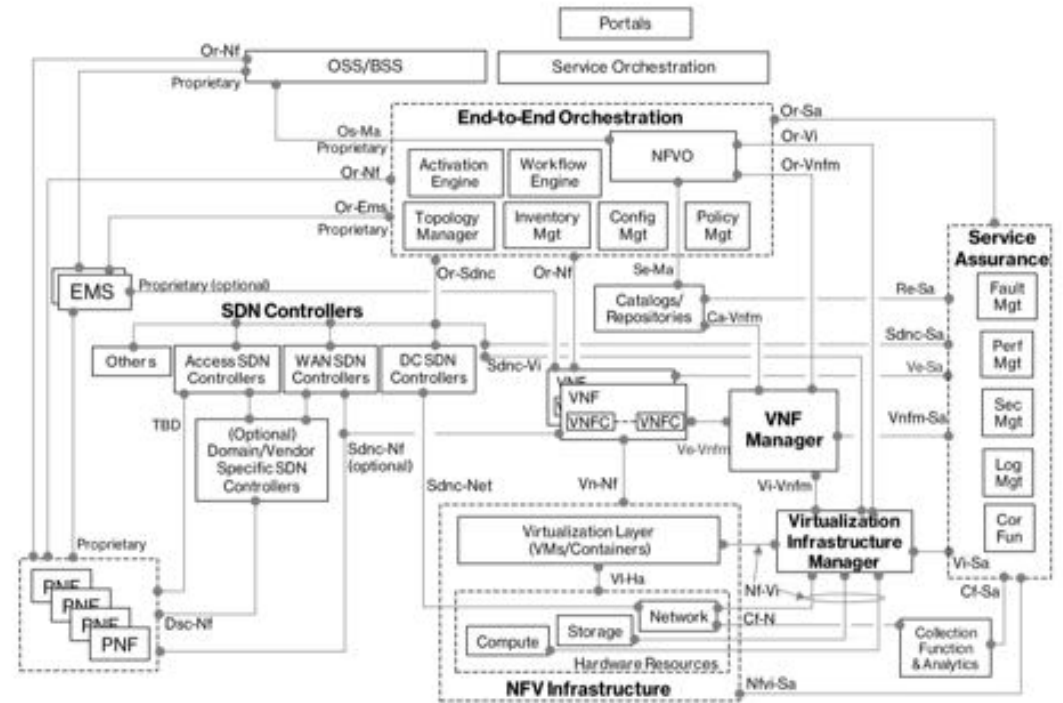 Portals
Or-Nf
OSS/BSS
Service Orchestration
Proprietary
End-to-End Orchestration
Or-Sa
Os-Ma
Proprietary
NFVO
Or-Vi
Activation
Engine
Workflow
Engine
Or-Nf
Or-Vnfm
Or-Ems
Proprietary
Topology
Manager
Inventory
Mgt
Config
Mgt
Policy
Mgt
Service
Assurance
Or-Sdnc
Or-Nf
Se-Ma
EMS
Proprietary (optional)
Catalogs/
Repositories
Re-Sa
Fault
Mgt
SDN Controllers
Ca-Vnfm
Sdnc-Sa
Others
Access SDN
Controllers
WAN SDN
Controllers
DC SDN
Controllers
Sdnc-Vi
Perf
Mgt
Ve-Sa
VNF
VNF
VNFC
VNFC
VNF
Manager
Sec
Mgt
TBD
(Optional)
Domain/Vendor
Specific SDN
Controllers
Sdnc-Nf
(optional)
Ve-Vnfm
Vnfm-Sa
Sdnc-Net
Vn-Nf
Vi-Vnfm
Log
Mgt
Virtualization Layer
(VMs/Containers)
Virtualization
Infrastructure
Manager
Cor
Fun
Proprietary
Vi-Sa
Vl-Ha
Nf-Vi
Cf-Sa
PNF
PNF
PNF
PNF
Dsc-Nf
Network
Cf-N
Storage
Compute
Collection
Function
& Analytics
Hardware Resources
NFV Infrastructure
Nfvi-Sa